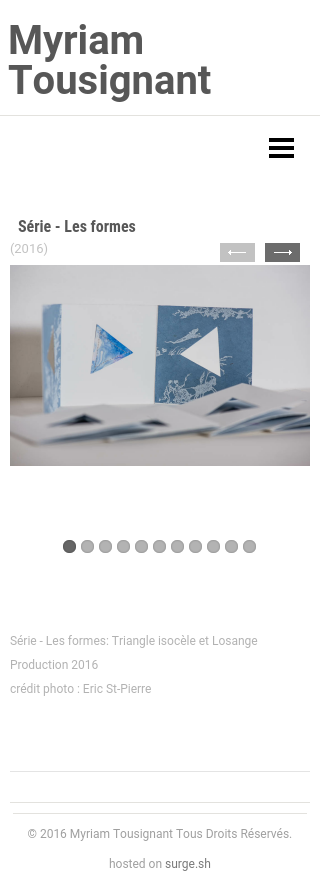 Myriam
Tousignant
Série - Les formes
(2016)
Série - Les formes: Triangle isocèle et Losange
Production 2016
crédit photo : Eric St-Pierre
© 2016 Myriam Tousignant Tous Droits Réservés.
hosted on surge.sh